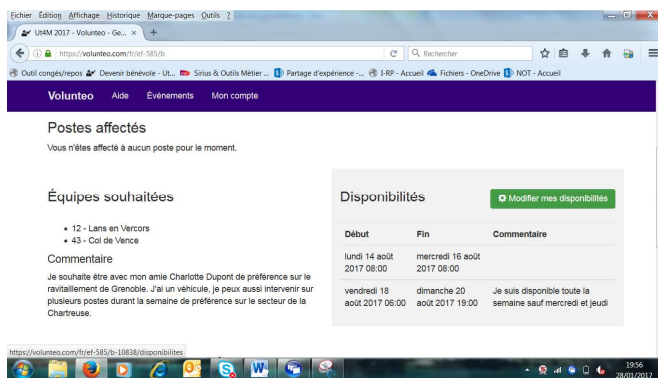 Fichier Edition Affichage Historique Marque-pages Outils ?
Ut4M 2017 - Volunteo - Ge... × +
https://volunteo.com/fr/ef-585/b
Rechercher
Outil congés/repos Devenir bénévole - Ut... Sirius & Outils Métier ... Partage d'expérience -... I-RP - Accueil Fichiers - OneDrive NOT - Accueil
Volunteo Aide Événements Mon compte
Postes affectés
Vous n'êtes affecté à aucun poste pour le moment.
Équipes souhaitées
12 - Lans en Vercors
43 - Col de Vence
Commentaire
Je souhaite être avec mon amie Charlotte Dupont de préférence sur le
ravitaillement de Grenoble. J'ai un véhicule, je peux aussi intervenir sur
plusieurs postes durant la semaine de préférence sur le secteur de la
Chartreuse.
Disponibilités
Modifier mes disponibilités
Début Fin Commentaire
lundi 14 août mercredi 16 août
2017 08:00 2017 08:00
vendredi 18 dimanche 20 Je suis disponible toute la
août 2017 06:00 août 2017 19:00 semaine sauf mercredi et jeudi
https://volunteo.com/fr/ef-585/b-10838/disponibilites
19:56
28/01/2017